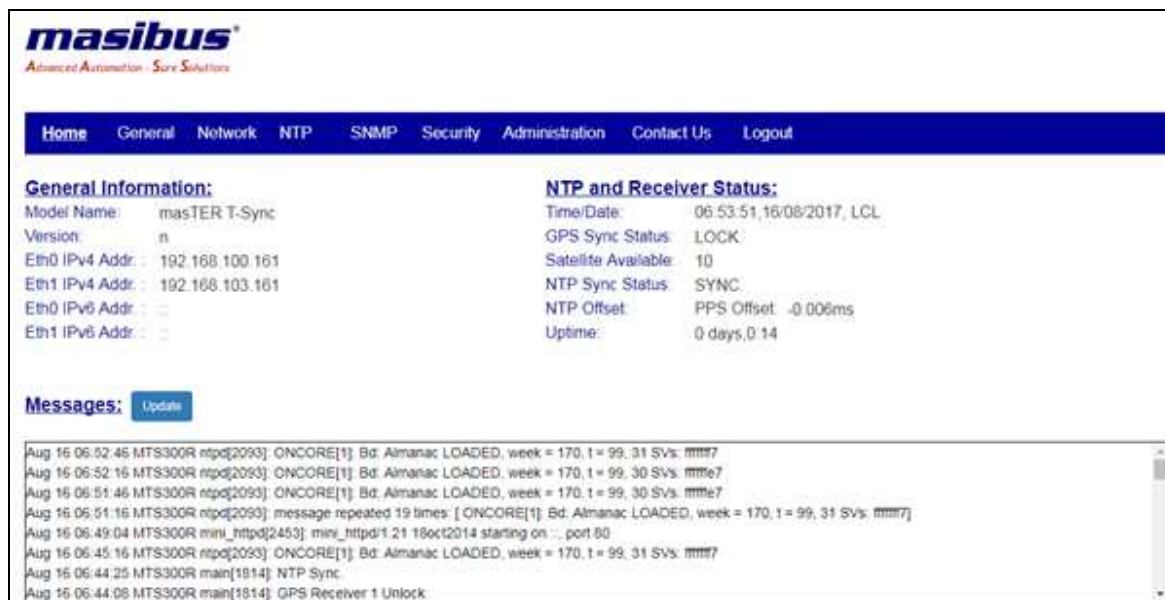 masibus®
Advanced Automation - Sure Solutions
Home General Network NTP SNMP Security Administration Contact Us Logout
General Information:
Model Name: masTER T-Sync
Version: n
Eth0 IPv4 Addr. : 192.168.100.161
Eth1 IPv4 Addr. : 192.168.103.161
Eth0 IPv6 Addr. : ::
Eth1 IPv6 Addr. : ::
NTP and Receiver Status:
Time/Date: 06:53:51,16/08/2017, LCL
GPS Sync Status: LOCK
Satellite Available: 10
NTP Sync Status: SYNC
NTP Offset: PPS Offset: -0.006ms
Uptime: 0 days,0:14
Messages: Update
Aug 16 06:52:46 MTS300R ntpd[2093]: ONCORE[1]: Bd: Almanac LOADED, week = 170, t = 99, 31 SVs: fffffff7
Aug 16 06:52:16 MTS300R ntpd[2093]: ONCORE[1]: Bd: Almanac LOADED, week = 170, t = 99, 30 SVs: ffffffe7
Aug 16 06:51:46 MTS300R ntpd[2093]: ONCORE[1]: Bd: Almanac LOADED, week = 170, t = 99, 30 SVs: ffffffe7
Aug 16 06:51:16 MTS300R ntpd[2093]: message repeated 19 times: [ ONCORE[1]: Bd: Almanac LOADED, week = 170, t = 99, 31 SVs: fffffff7]
Aug 16 06:49:04 MTS300R mini_httpd[2453]: mini_httpd/1.21 18oct2014 starting on ::, port 80
Aug 16 06:45:16 MTS300R ntpd[2093]: ONCORE[1]: Bd: Almanac LOADED, week = 170, t = 99, 31 SVs: fffffff7
Aug 16 06:44:25 MTS300R main[1814]: NTP Sync.
Aug 16 06:44:08 MTS300R main[1814]: GPS Receiver 1 Unlock